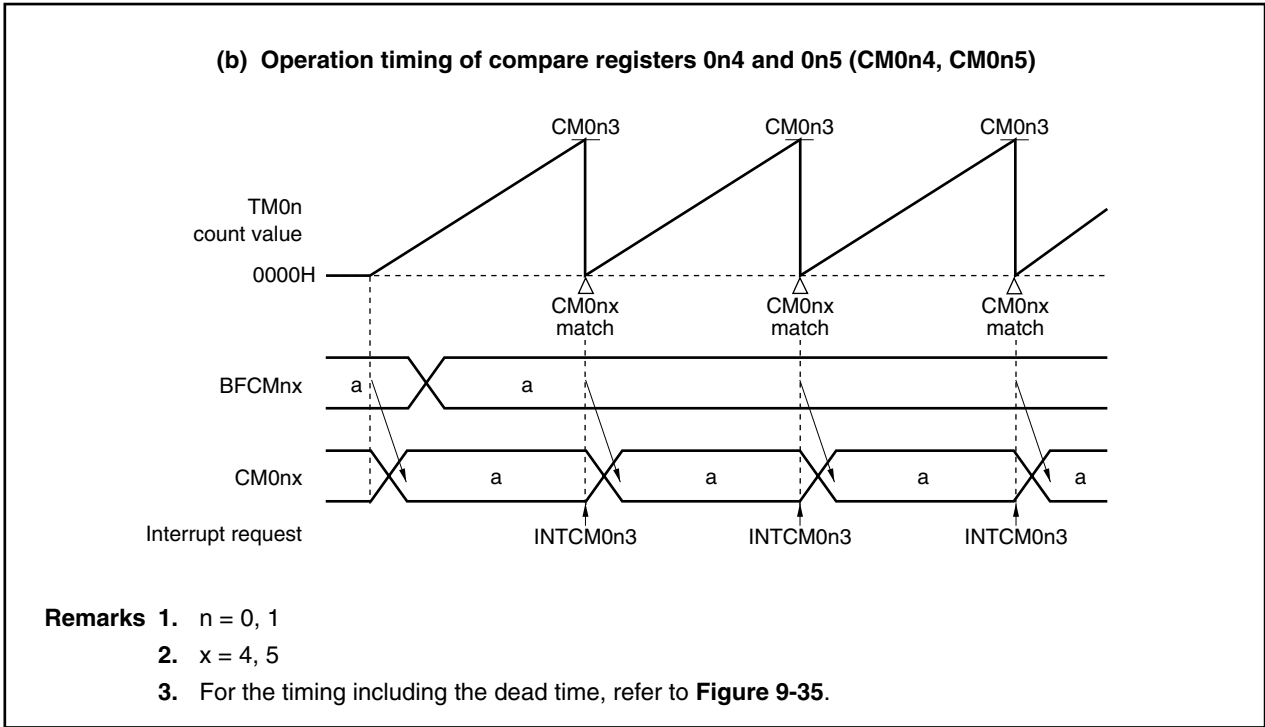 (b) Operation timing of compare registers 0n4 and 0n5 (CM0n4, CM0n5)
CM0n3 CM0n3 CM0n3
TM0n
count value
0000H
CM0nx CM0nx CM0nx
match match match
BFCMnx a a
CM0nx a a a a
Interrupt request INTCM0n3 INTCM0n3 INTCM0n3
Remarks 1. n = 0, 1
2. x = 4, 5
3. For the timing including the dead time, refer to Figure 9-35.